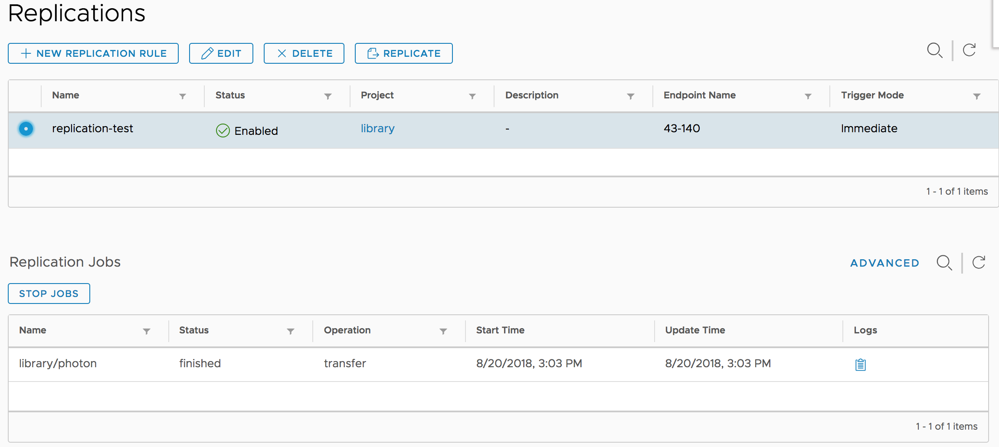 Replications
NEW REPLICATION RULE EDIT DELETE REPLICATE
Name Status Project Description Endpoint Name Trigger Mode
replication-test Enabled library - 43-140 Immediate
1 - 1 of 1 items
Replication Jobs ADVANCED
STOP JOBS
Name Status Operation Start Time Update Time Logs
library/photon finished transfer 8/20/2018, 3:03 PM 8/20/2018, 3:03 PM
1 - 1 of 1 items